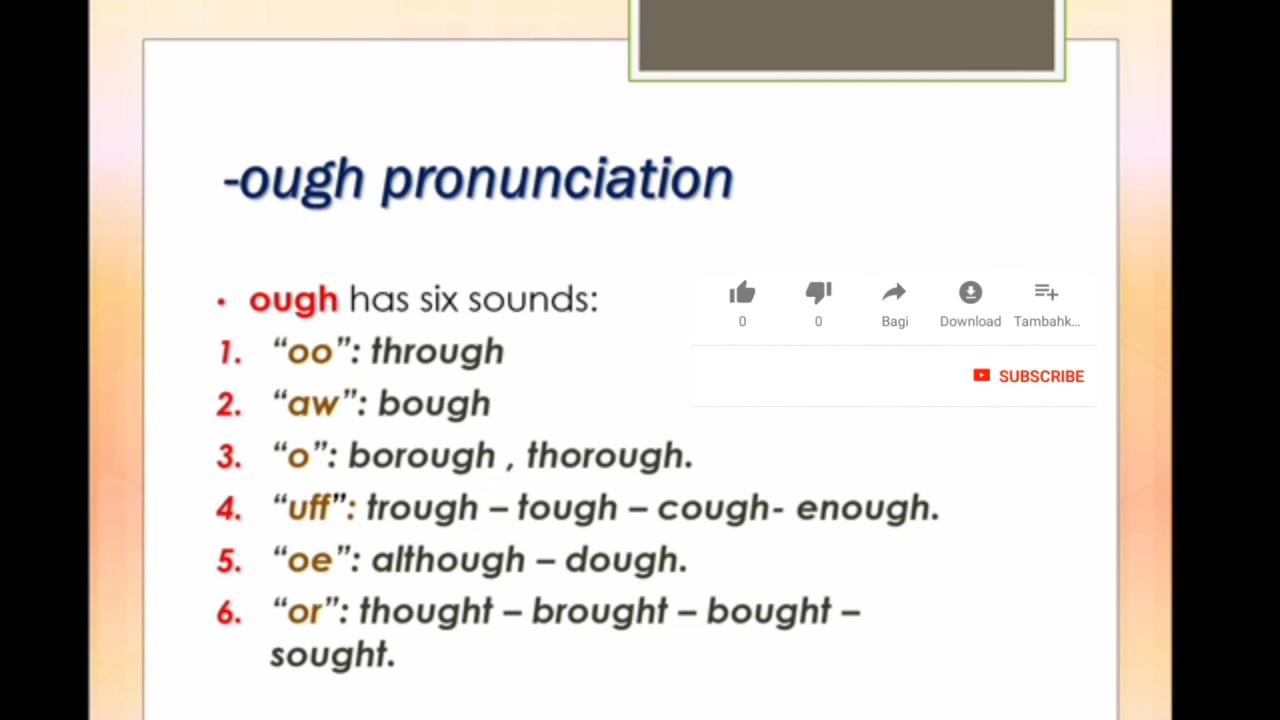 -ough pronunciation
• ough has six sounds:
1. “oo”: through
2. “aw”: bough
3. “o”: borough , thorough.
4. “uff”: trough – tough – cough- enough.
5. “oe”: although – dough.
6. “or”: thought – brought – bought –
sought.
0 0 Bagi Download Tambahk...
SUBSCRIBE